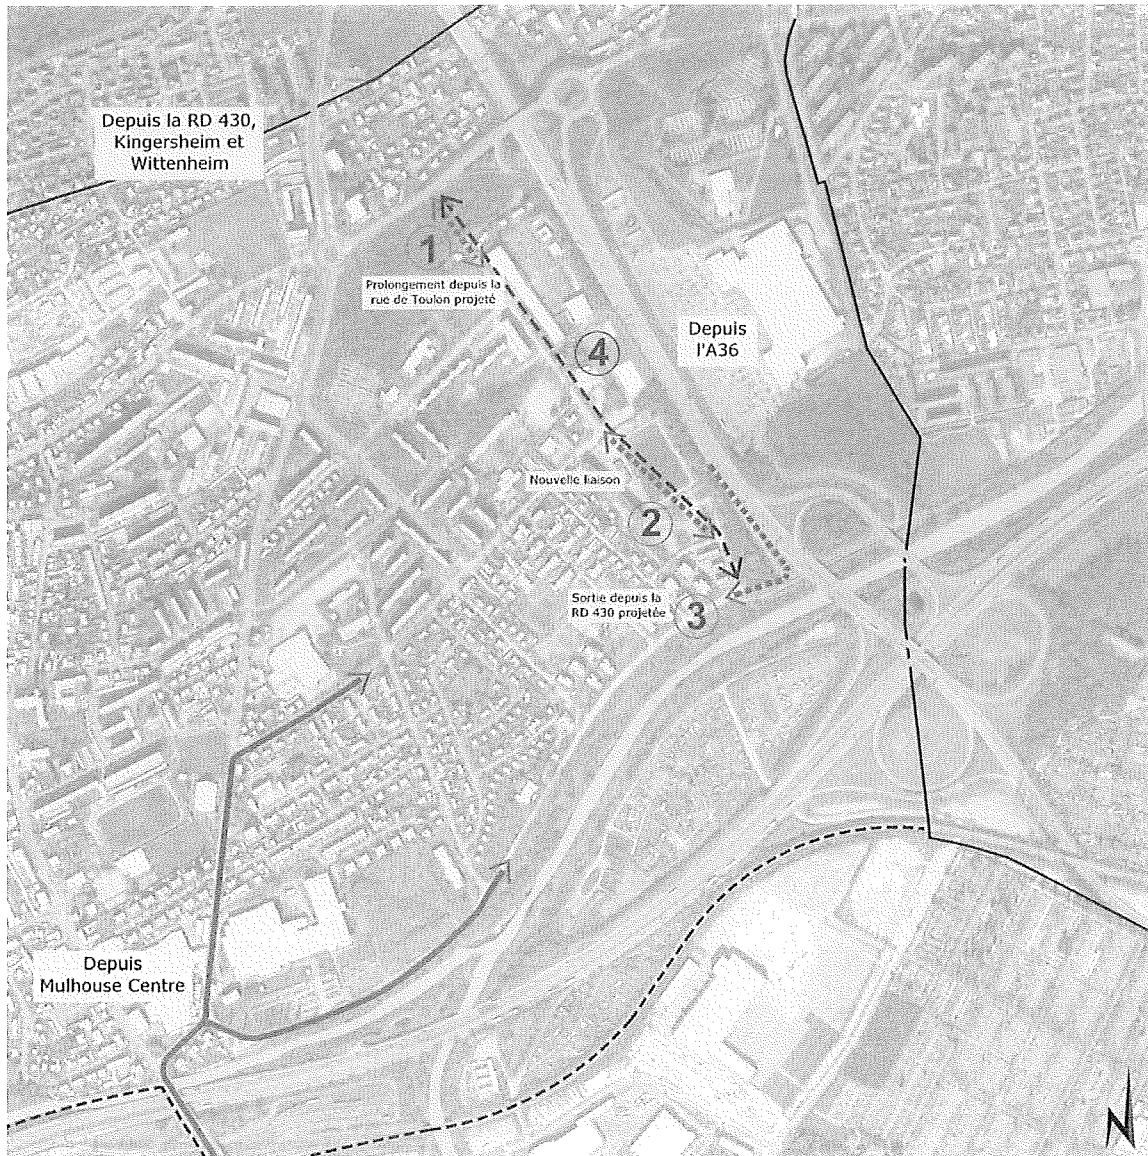 Depuis la RD 430,
Kingersheim et
Wittenheim
1
Prolongement depuis la
rue de Toulon projeté
4
Depuis
l'A36
Nouvelle liaison
2
Sortie depuis la
RD 430 projetée
3
Depuis
Mulhouse Centre
N